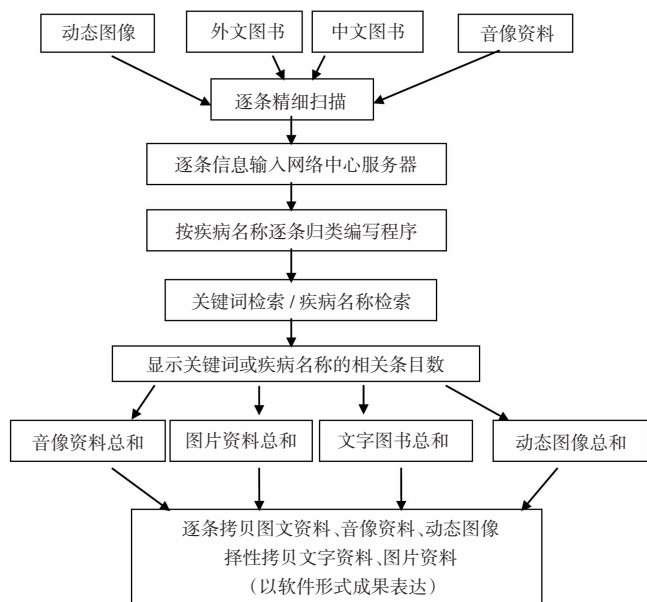 动态图像
外文图书
中文图书
音像资料
逐条精细扫描
逐条信息输入网络中心服务器
按疾病名称逐条归类编写程序
关键词检索 / 疾病名称检索
显示关键词或疾病名称的相关条目数
音像资料总和
图片资料总和
文字图书总和
动态图像总和
逐条拷贝图文资料、音像资料、动态图像
择性拷贝文字资料、图片资料
（以软件形式成果表达）